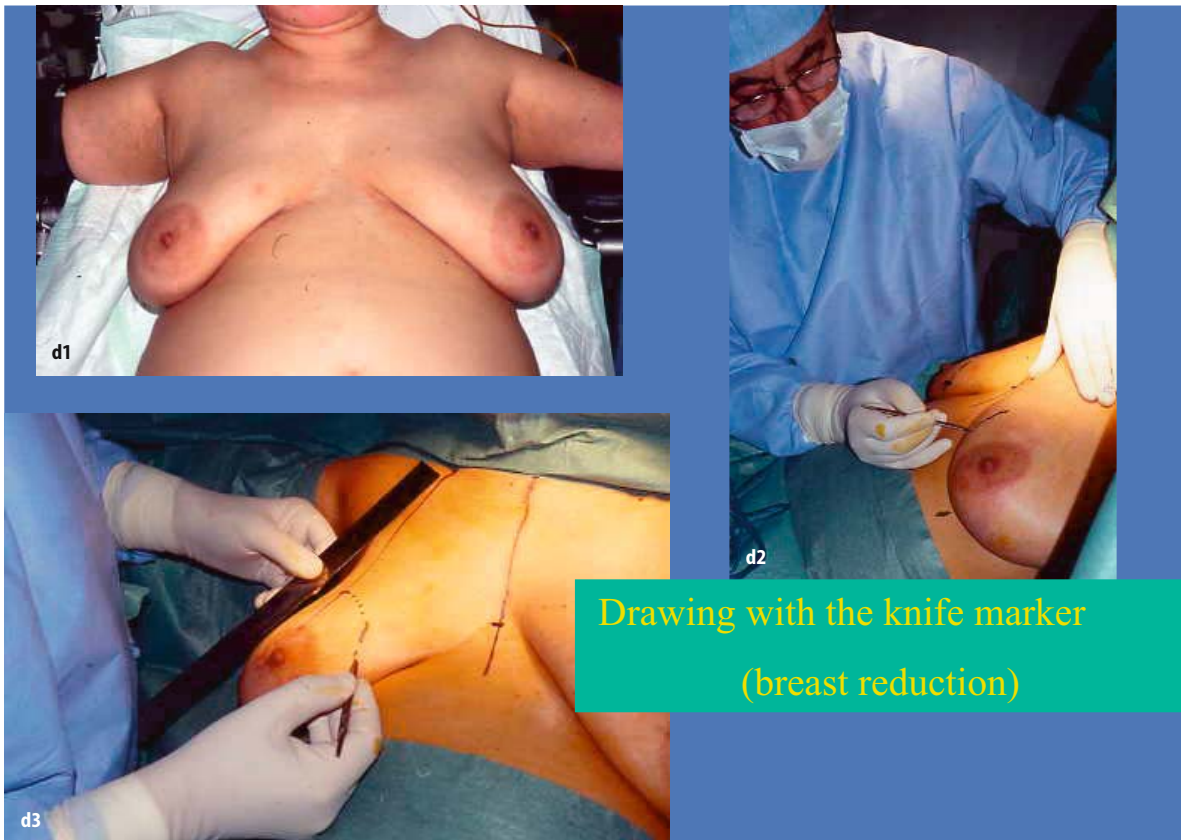 d1
d2
d3
Drawing with the knife marker
(breast reduction)